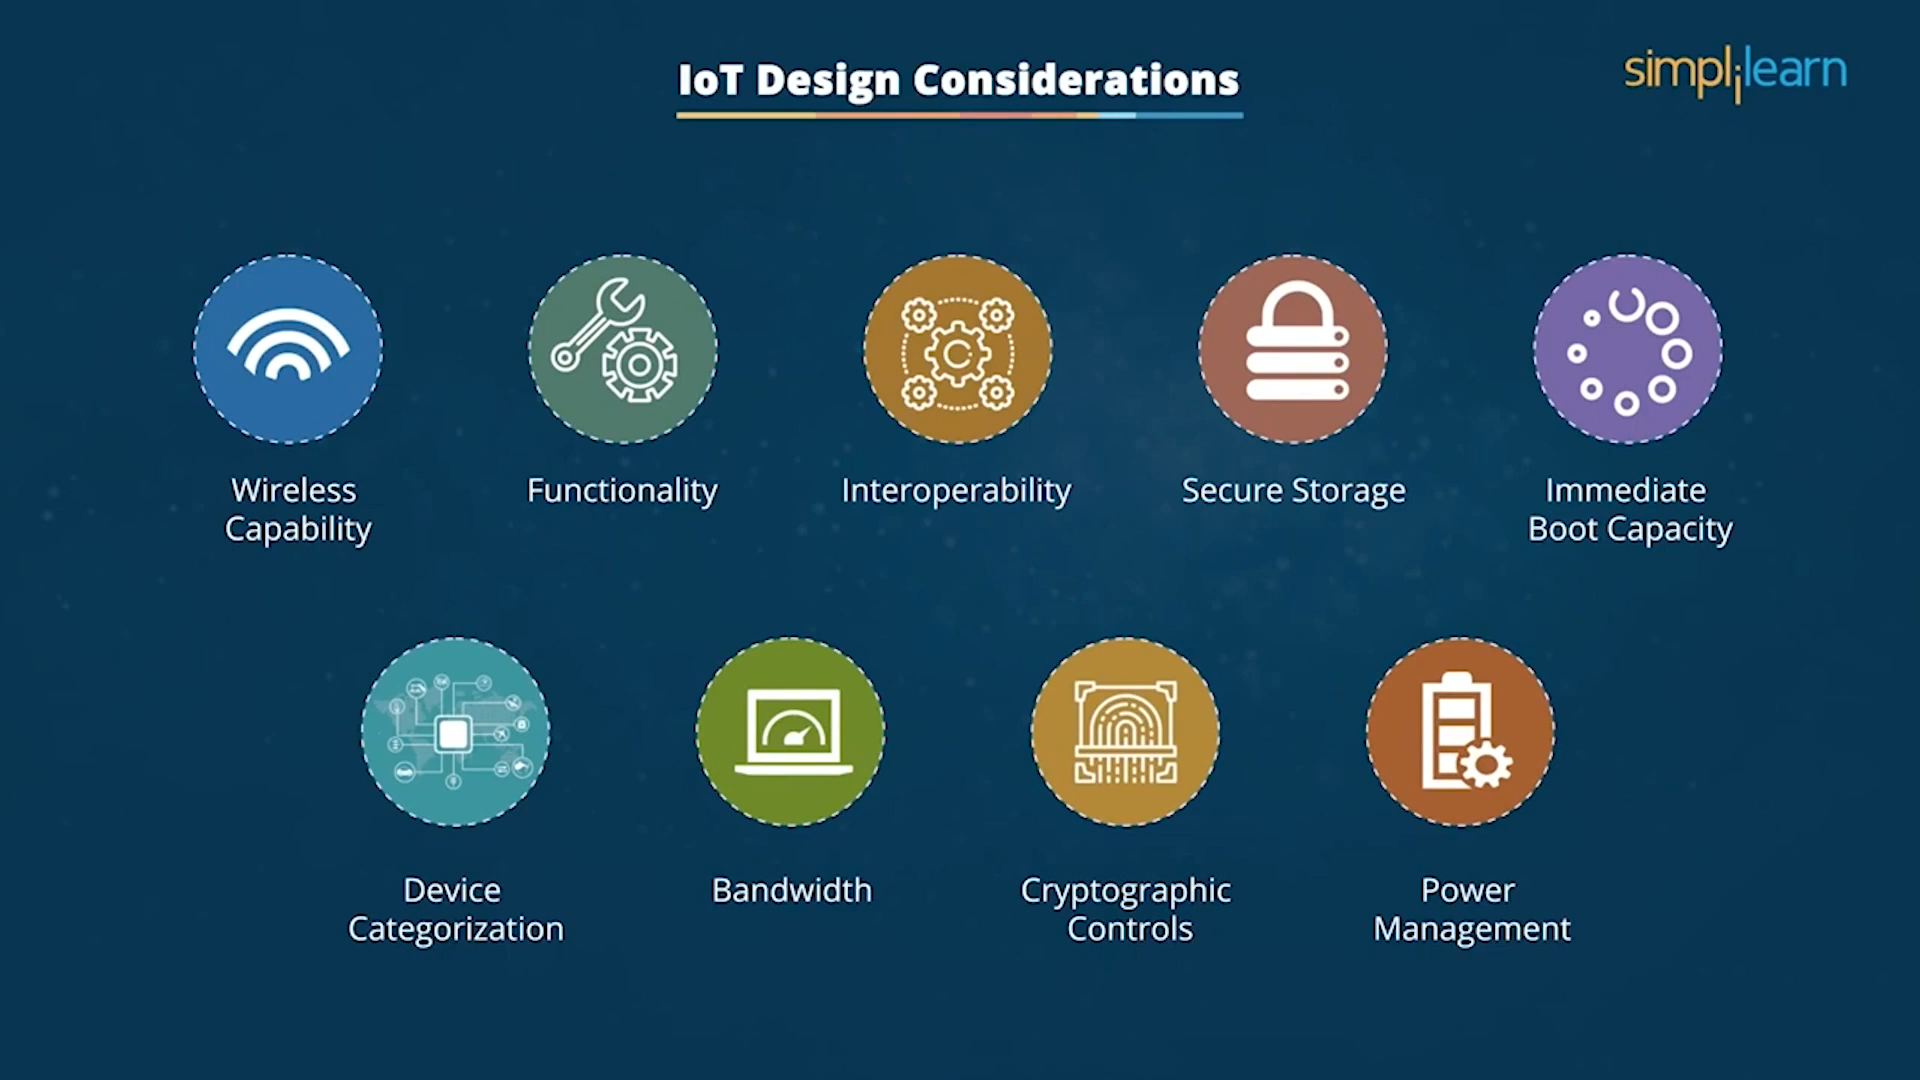 IoT Design Considerations
simplilearn
Wireless
Capability
Functionality
Interoperability
Secure Storage
Immediate
Boot Capacity
Device
Categorization
Bandwidth
Cryptographic
Controls
Power
Management